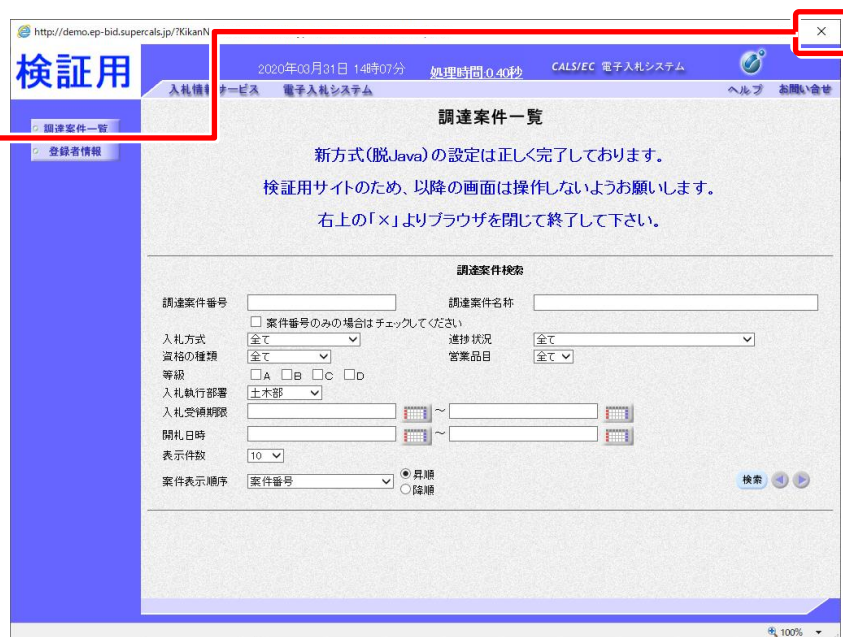 http://demo.ep-bid.supercals.jp/?KikanN
検証用
2020年03月31日 14時07分 処理時間:0.40秒 CALS/EC 電子入札システム
入札情報サービス 電子入札システム ヘルプ お問い合せ
調達案件一覧
登録者情報
調達案件一覧
新方式(脱Java)の設定は正しく完了しております。
検証用サイトのため、以降の画面は操作しないようお願いします。
右上の「×」よりブラウザを閉じて終了して下さい。
調達案件検索
調達案件番号 調達案件名称
案件番号のみの場合はチェックしてください
入札方式 全て 進捗状況 全て
資格の種類 全て 営業品目 全て
等級 A B C D
入札執行部署 土木部
入札受領期限 ~
開札日時 ~
表示件数 10
案件表示順序 案件番号 昇順
降順
検索
100%